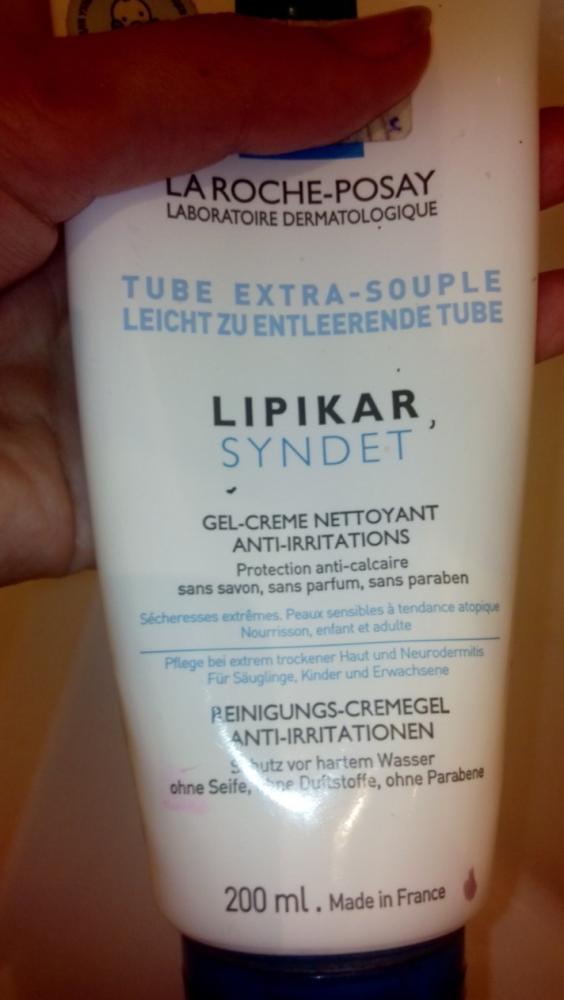 LA ROCHE-POSAY
LABORATOIRE DERMATOLOGIQUE
TUBE EXTRA-SOUPLE
LEICHT ZU ENTLEERENDE TUBE
LIPIKAR
SYNDET
GEL-CREME NETTOYANT
ANTI-IRRITATIONS
Protection anti-calcaire
sans savon, sans parfum, sans paraben
Sécheresses extrêmes. Peaux sensibles à tendance atopique
Nourrisson, enfant et adulte
Pflege bei extrem trockener Haut und Neurodermitis
Für Säuglinge, Kinder und Erwachsene
REINIGUNGS-CREMEGEL
ANTI-IRRITATIONEN
Schutz vor hartem Wasser
ohne Seife, ohne Duftstoffe, ohne Parabene
200 ml. Made in France